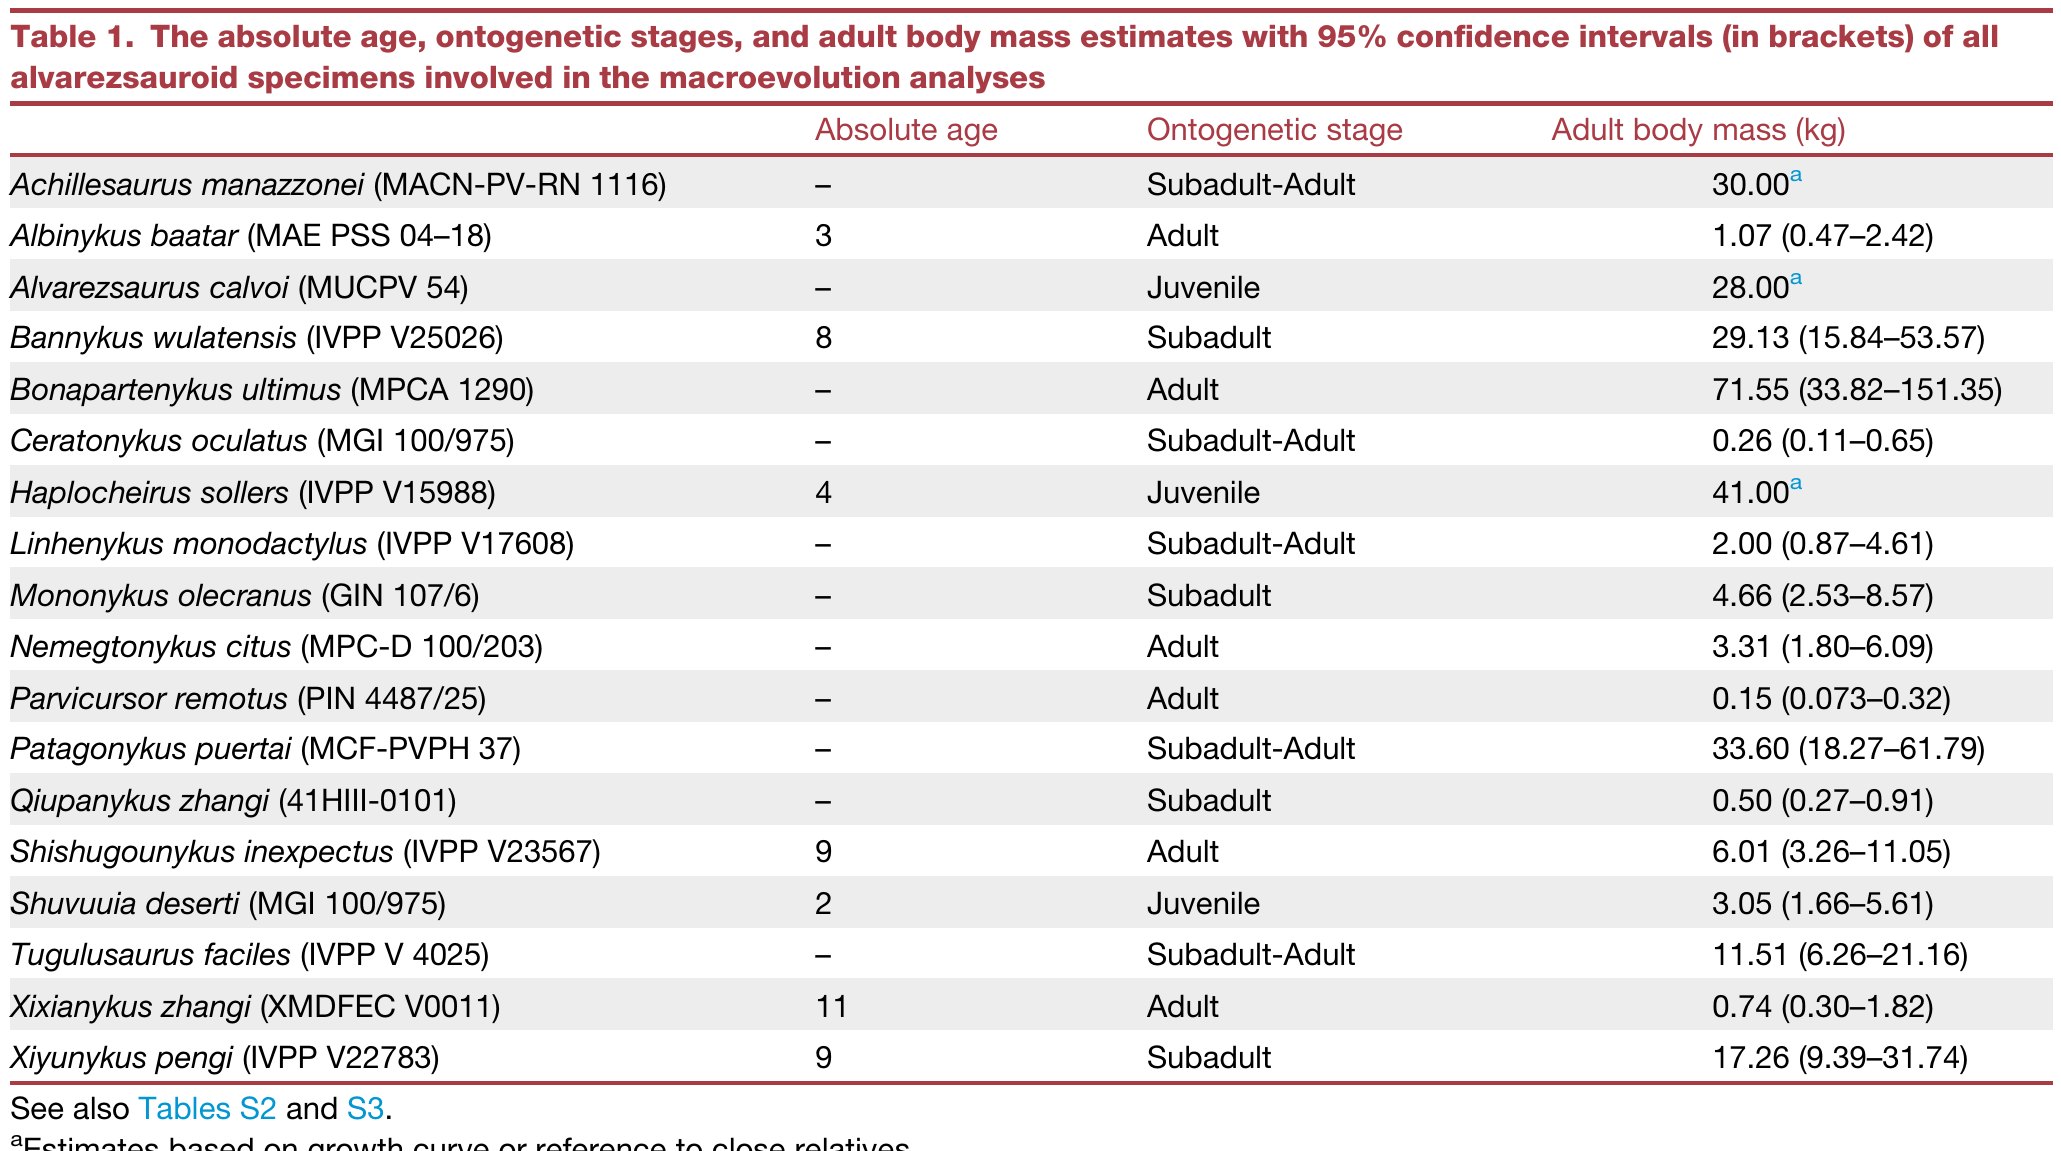 Table 1. The absolute age, ontogenetic stages, and adult body mass estimates with 95% confidence intervals (in brackets) of all
alvarezsauroid specimens involved in the macroevolution analyses
Absolute age Ontogenetic stage Adult body mass (kg)
Achillesaurus manazzonei (MACN-PV-RN 1116) – Subadult-Adult 30.00a
Albinykus baatar (MAE PSS 04–18) 3 Adult 1.07 (0.47–2.42)
Alvarezsaurus calvoi (MUCPV 54) – Juvenile 28.00a
Bannykus wulatensis (IVPP V25026) 8 Subadult 29.13 (15.84–53.57)
Bonapartenykus ultimus (MPCA 1290) – Adult 71.55 (33.82–151.35)
Ceratonykus oculatus (MGI 100/975) – Subadult-Adult 0.26 (0.11–0.65)
Haplocheirus sollers (IVPP V15988) 4 Juvenile 41.00a
Linhenykus monodactylus (IVPP V17608) – Subadult-Adult 2.00 (0.87–4.61)
Mononykus olecranus (GIN 107/6) – Subadult 4.66 (2.53–8.57)
Nemegtonykus citus (MPC-D 100/203) – Adult 3.31 (1.80–6.09)
Parvicursor remotus (PIN 4487/25) – Adult 0.15 (0.073–0.32)
Patagonykus puertai (MCF-PVPH 37) – Subadult-Adult 33.60 (18.27–61.79)
Qiupanykus zhangi (41HIII-0101) – Subadult 0.50 (0.27–0.91)
Shishugounykus inexpectus (IVPP V23567) 9 Adult 6.01 (3.26–11.05)
Shuvuuia deserti (MGI 100/975) 2 Juvenile 3.05 (1.66–5.61)
Tugulusaurus faciles (IVPP V 4025) – Subadult-Adult 11.51 (6.26–21.16)
Xixianykus zhangi (XMDFEC V0011) 11 Adult 0.74 (0.30–1.82)
Xiyunykus pengi (IVPP V22783) 9 Subadult 17.26 (9.39–31.74)
See also Tables S2 and S3.
aEstimates based on growth curve or reference to close relatives